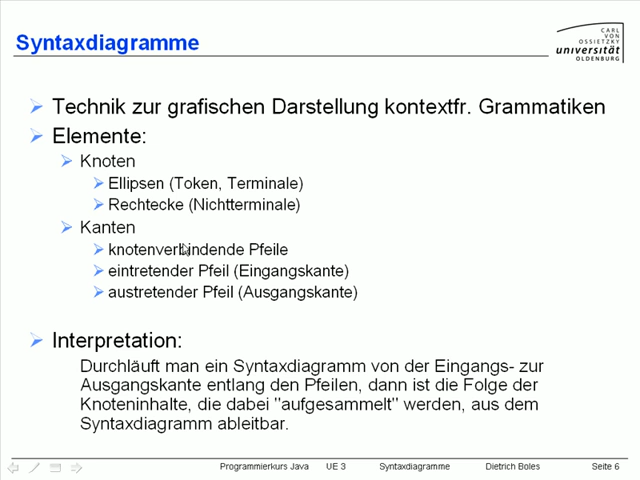 Syntaxdiagramme
CARL
VON
OSSIETZKY
universität
OLDENBURG
Technik zur grafischen Darstellung kontextfr. Grammatiken
Elemente:
Knoten
Ellipsen (Token, Terminale)
Rechtecke (Nichtterminale)
Kanten
knotenverbindende Pfeile
eintretender Pfeil (Eingangskante)
austretender Pfeil (Ausgangskante)
Interpretation:
Durchläuft man ein Syntaxdiagramm von der Eingangs- zur
Ausgangskante entlang den Pfeilen, dann ist die Folge der
Knoteninhalte, die dabei "aufgesammelt" werden, aus dem
Syntaxdiagramm ableitbar.
Programmierkurs Java UE 3 Syntaxdiagramme Dietrich Boles Seite 6